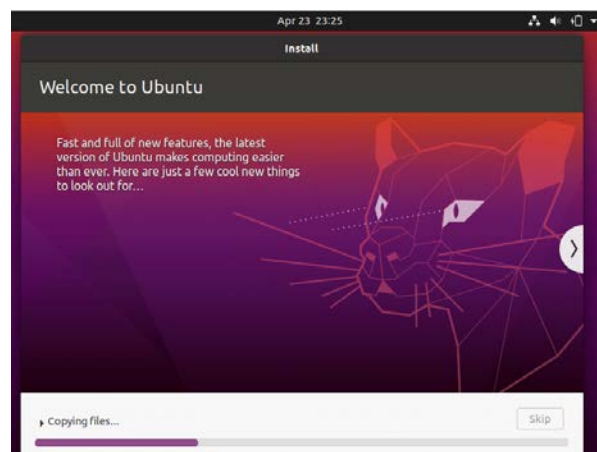 Apr 23 23:25
Install
Welcome to Ubuntu
Fast and full of new features, the latest
version of Ubuntu makes computing easier
than ever. Here are just a few cool new things
to look out for...
Copying files...
Skip